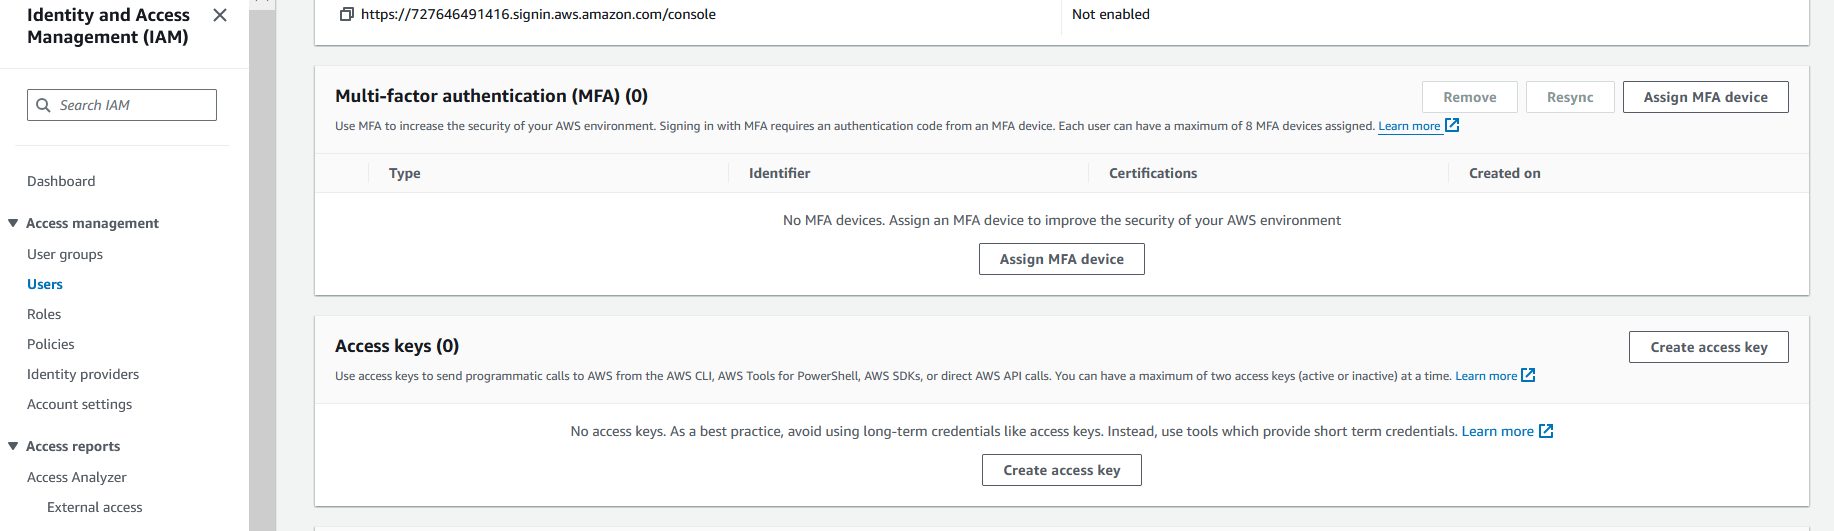 Identity and Access
Management (IAM)
Search IAM
Dashboard
Access management
User groups
Users
Roles
Policies
Identity providers
Account settings
Access reports
Access Analyzer
External access
https://727646491416.signin.aws.amazon.com/console
Not enabled
Multi-factor authentication (MFA) (0)
Remove
Resync
Assign MFA device
Use MFA to increase the security of your AWS environment. Signing in with MFA requires an authentication code from an MFA device. Each user can have a maximum of 8 MFA devices assigned. Learn more
Type
Identifier
Certifications
Created on
No MFA devices. Assign an MFA device to improve the security of your AWS environment
Assign MFA device
Access keys (0)
Create access key
Use access keys to send programmatic calls to AWS from the AWS CLI, AWS Tools for PowerShell, AWS SDKs, or direct AWS API calls. You can have a maximum of two access keys (active or inactive) at a time. Learn more
No access keys. As a best practice, avoid using long-term credentials like access keys. Instead, use tools which provide short term credentials. Learn more
Create access key